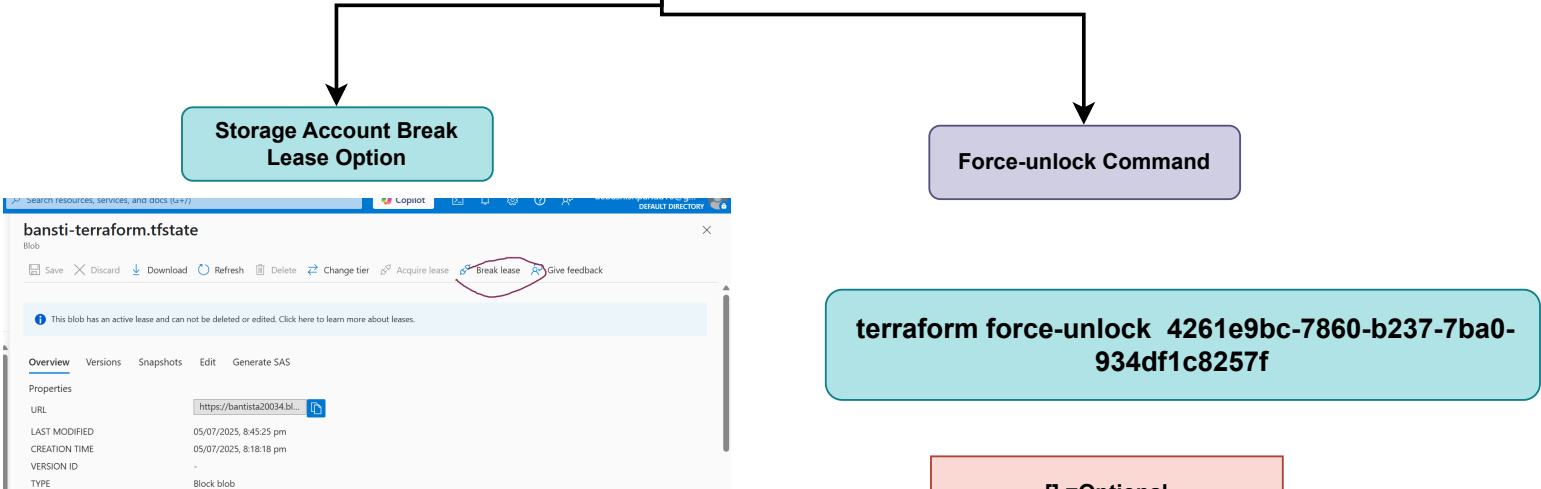 Storage Account Break
Lease Option
Force-unlock Command
Search resources, services, and docs (G+/)
Copilot
DEFAULT DIRECTORY
bansti-terraform.tfstate
Blob
Save Discard Download Refresh Delete Change tier Acquire lease Break lease Give feedback
This blob has an active lease and can not be deleted or edited. Click here to learn more about leases.
terraform force-unlock 4261e9bc-7860-b237-7ba0-
934df1c8257f
Overview Versions Snapshots Edit Generate SAS
Properties
URL https://bantista20034.bl...
LAST MODIFIED 05/07/2025, 8:45:25 pm
CREATION TIME 05/07/2025, 8:18:18 pm
VERSION ID -
TYPE Block blob
[] =Optional